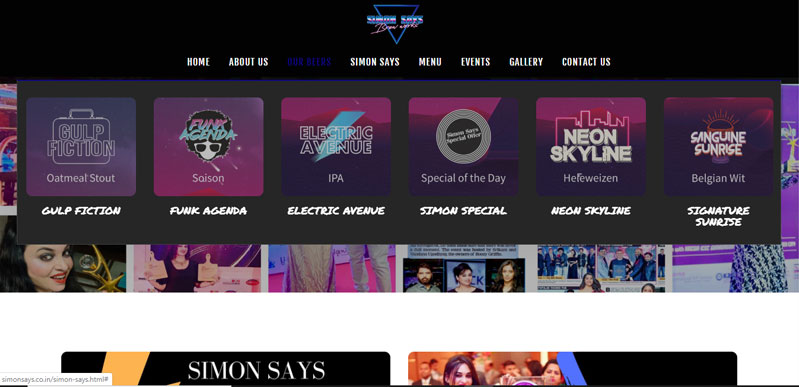 SIMON SAYS
Brew works
HOME ABOUT US OUR BEERS SIMON SAYS MENU EVENTS GALLERY CONTACT US
GULP
FICTION
Oatmeal Stout
GULP FICTION
FUNK
AGENDA
Saison
FUNK AGENDA
ELECTRIC
AVENUE
IPA
ELECTRIC AVENUE
Simon Says
Special Offer
Special of the Day
SIMON SPECIAL
NEON
SKYLINE
Hefeweizen
NEON SKYLINE
SANGUINE
SUNRISE
Belgian Wit
SIGNATURE
SUNRISE
SIMON SAYS
simonsays.co.in/simon-says.html#